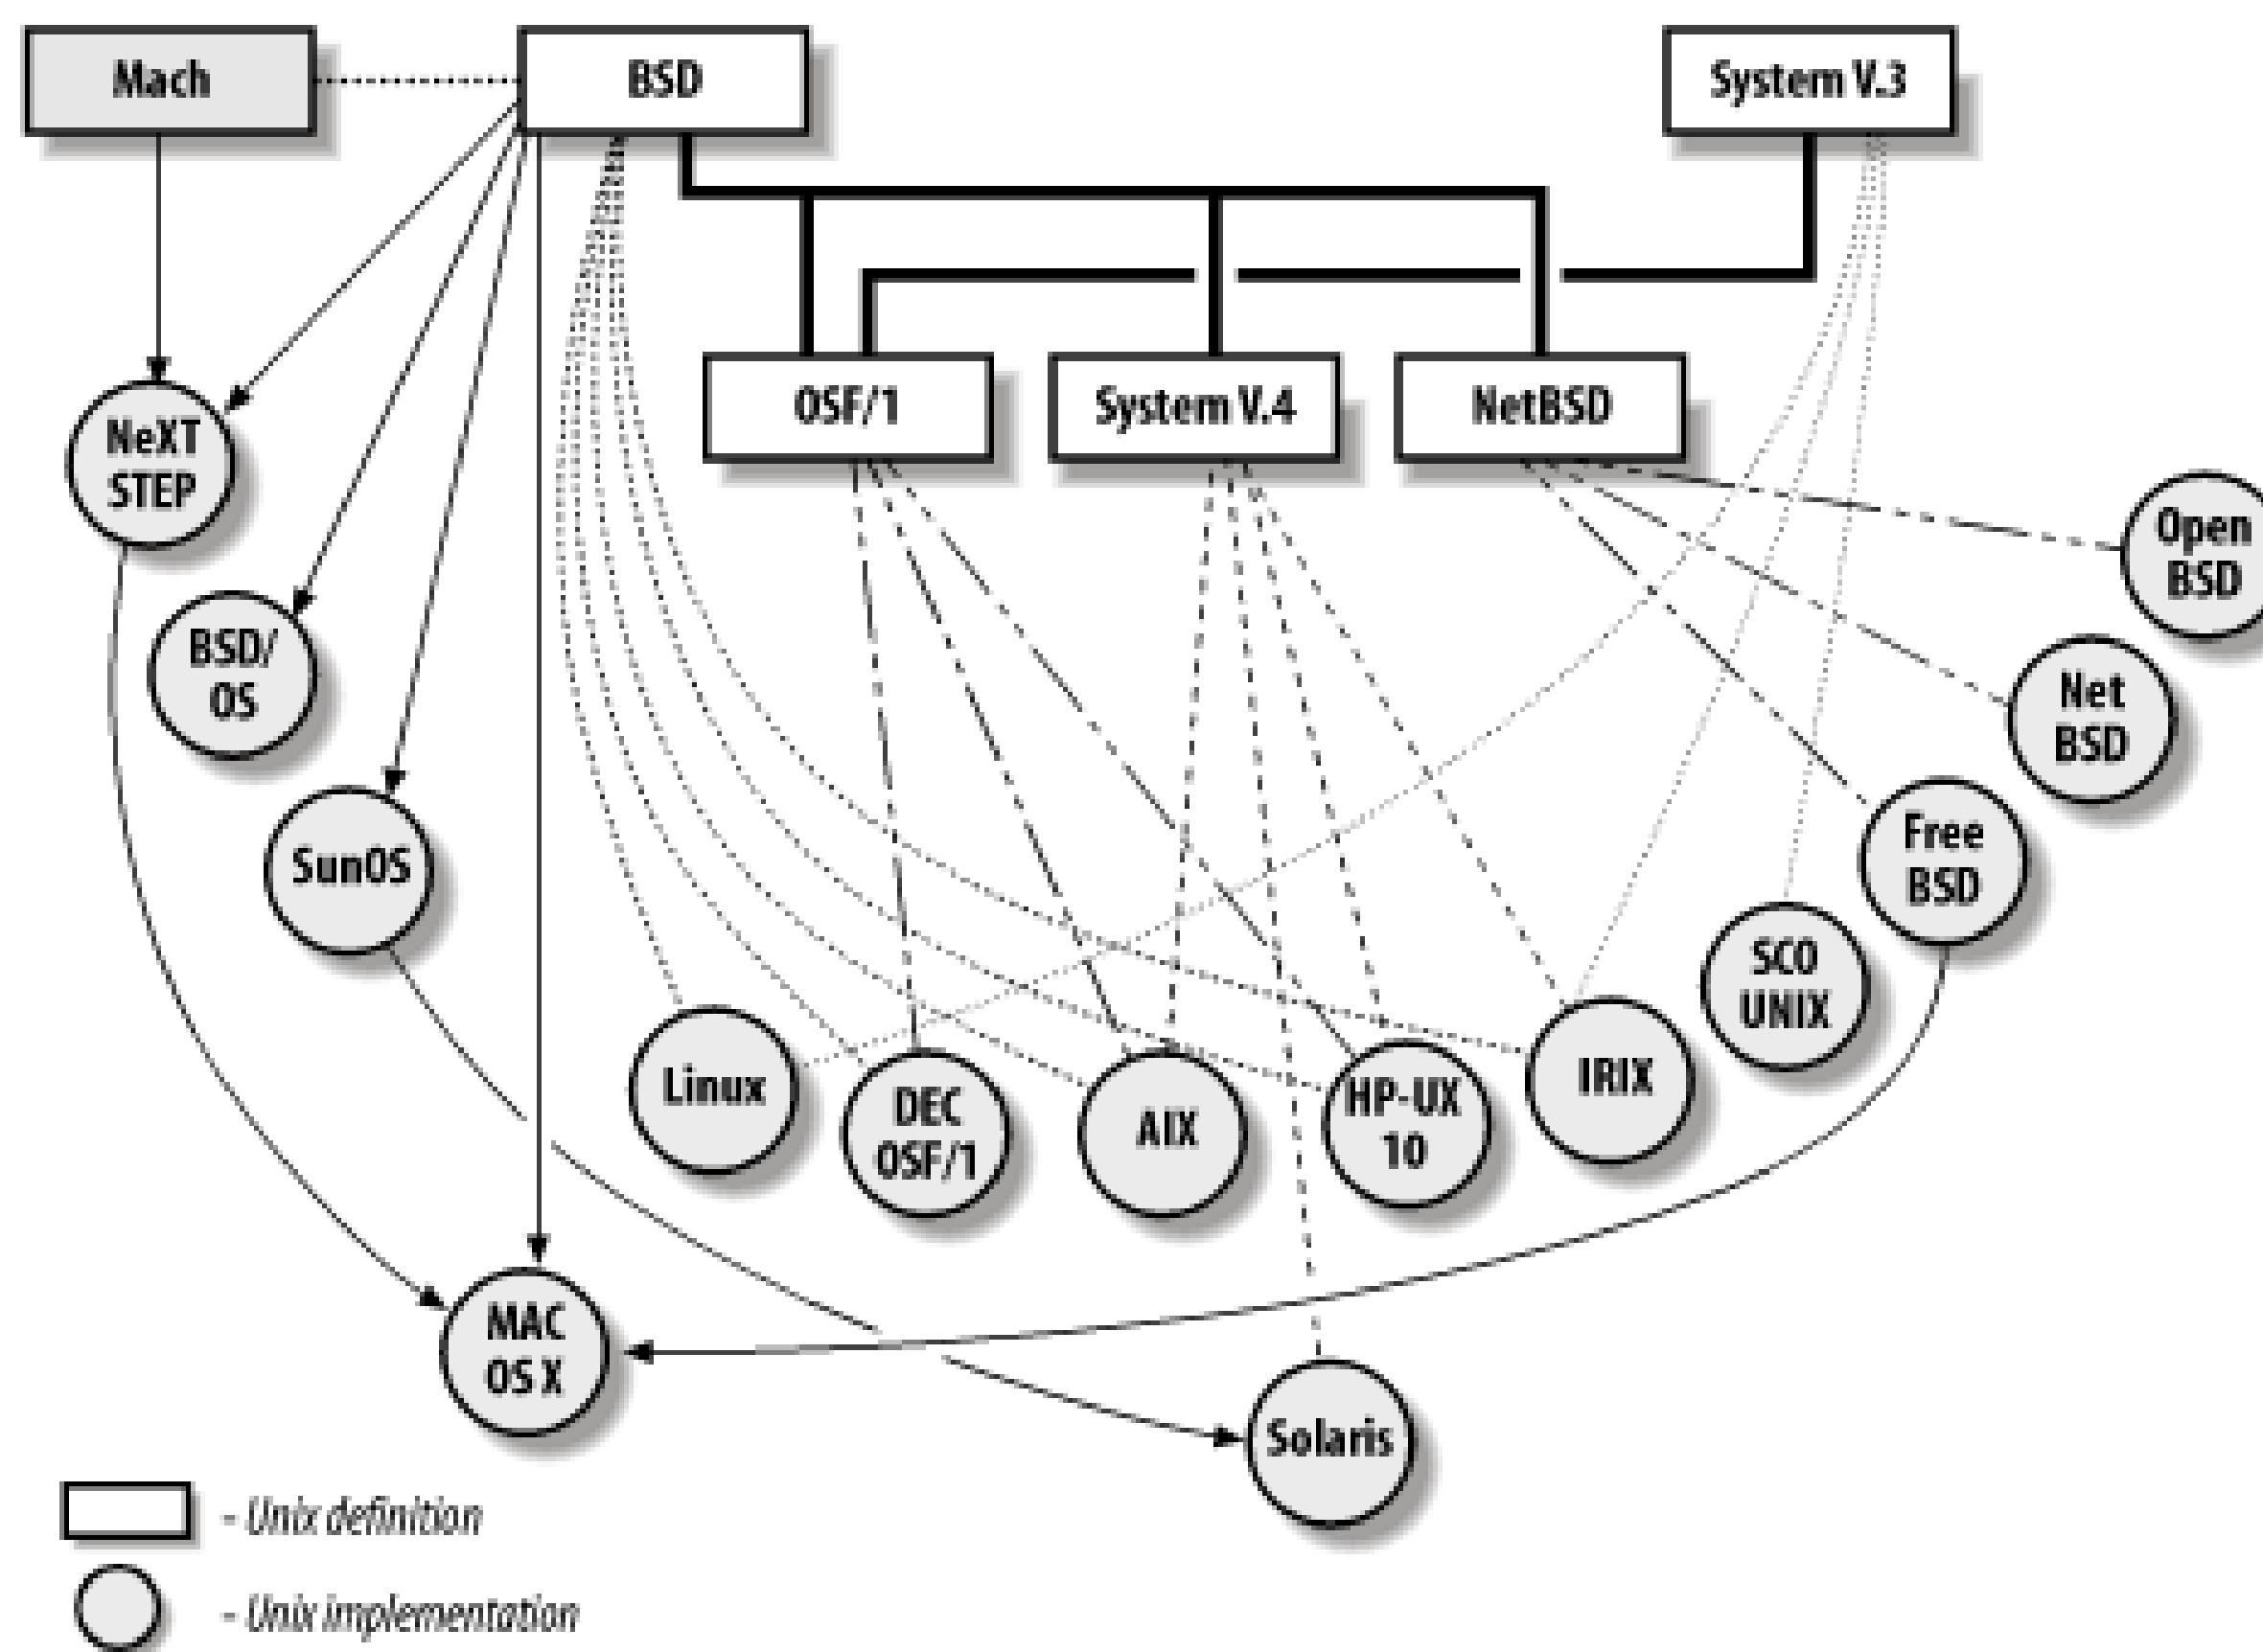 Mach
BSD
System V.3
OSF/1
System V.4
NetBSD
NeXT
STEP
Open
BSD
BSD/
OS
Net
BSD
SunOS
Free
BSD
SCO
UNIX
Linux
DEC
OSF/1
AIX
HP-UX
10
IRIX
MAC
OS X
Solaris
- Unix definition
- Unix implementation